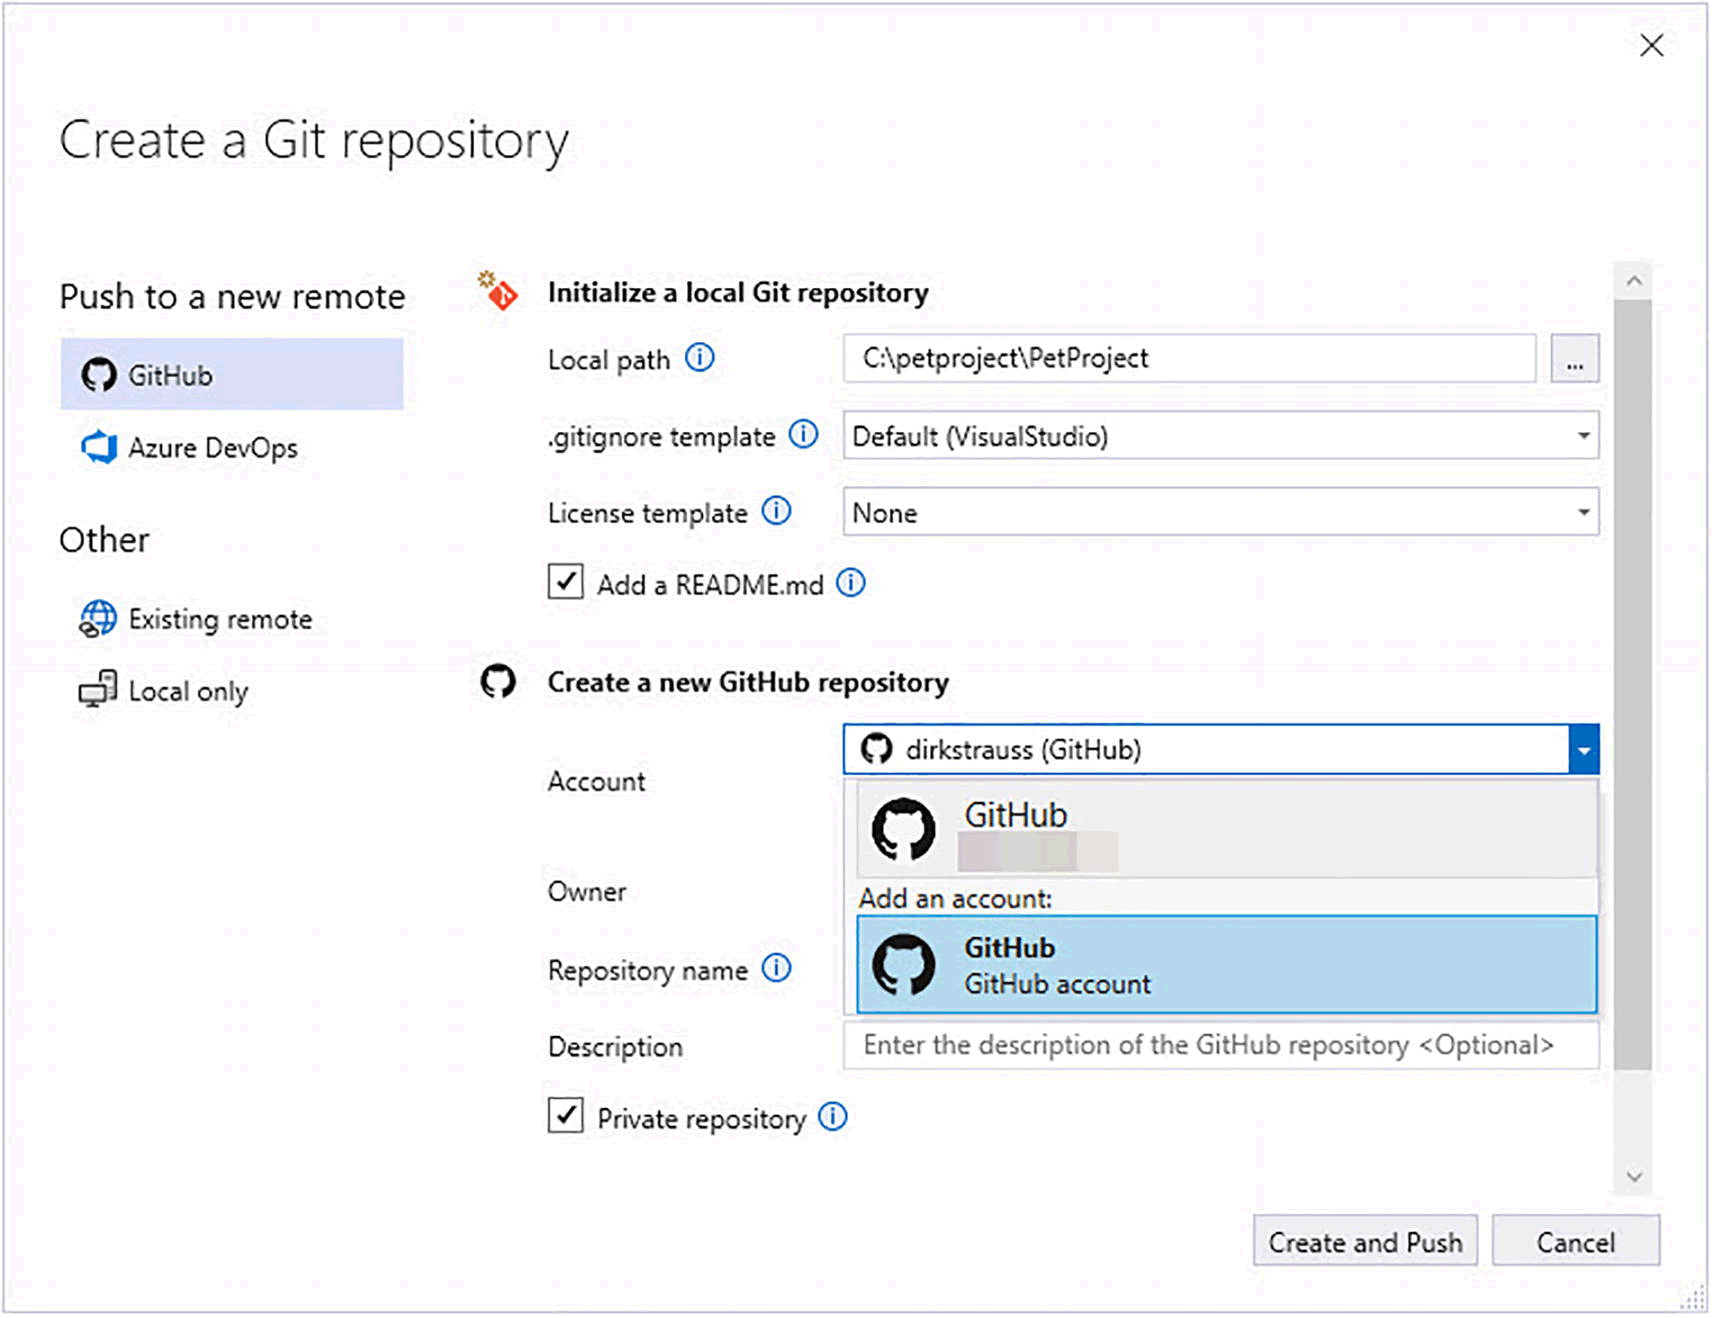 Create a Git repository
Push to a new remote
GitHub
Azure DevOps
Other
Existing remote
Local only
Initialize a local Git repository
Local path C:\petproject\PetProject ...
.gitignore template Default (VisualStudio)
License template None
Add a README.md
Create a new GitHub repository
Account dirkstrauss (GitHub)
GitHub
Add an account:
GitHub
GitHub account
Owner
Repository name
Description Enter the description of the GitHub repository <Optional>
Private repository
Create and Push Cancel